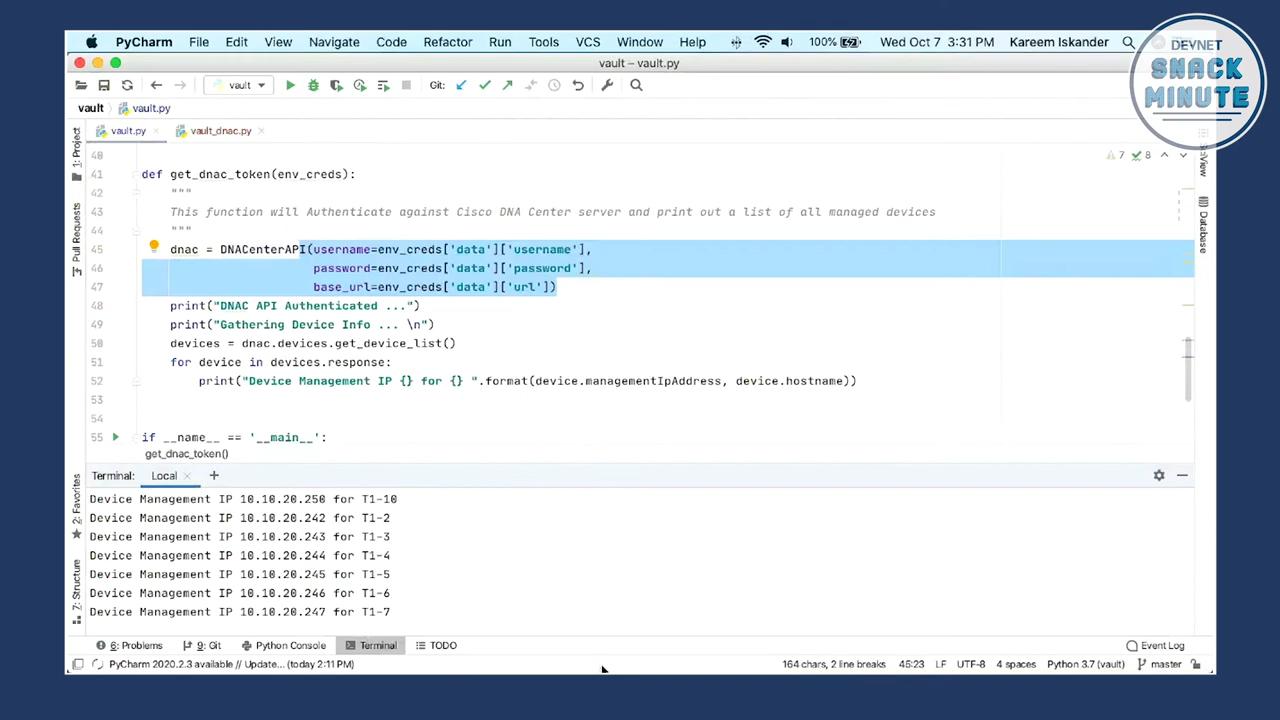 PyCharm File Edit View Navigate Code Refactor Run Tools VCS Window Help 100% Wed Oct 7 3:31 PM Kareem Iskander
DEVNET
SNACK
MINUTE
vault – vault.py
vault Git:
vault vault.py
vault.py vault_dnac.py
1: Project
Pull Requests
2: Favorites
7: Structure
SciView
Database
7 8
40
41 def get_dnac_token(env_creds):
42 """
43 This function will Authenticate against Cisco DNA Center server and print out a list of all managed devices
44 """
45 dnac = DNACenterAPI(username=env_creds['data']['username'],
46 password=env_creds['data']['password'],
47 base_url=env_creds['data']['url'])
48 print("DNAC API Authenticated ...")
49 print("Gathering Device Info ... \n")
50 devices = dnac.devices.get_device_list()
51 for device in devices.response:
52 print("Device Management IP {} for {} ".format(device.managementIpAddress, device.hostname))
53
54
55 if __name__ == '__main__':
get_dnac_token()
Terminal: Local +
Device Management IP 10.10.20.250 for T1-10
Device Management IP 10.10.20.242 for T1-2
Device Management IP 10.10.20.243 for T1-3
Device Management IP 10.10.20.244 for T1-4
Device Management IP 10.10.20.245 for T1-5
Device Management IP 10.10.20.246 for T1-6
Device Management IP 10.10.20.247 for T1-7
6: Problems 9: Git Python Console Terminal TODO Event Log
PyCharm 2020.2.3 available // Update... (today 2:11 PM) 164 chars, 2 line breaks 45:23 LF UTF-8 4 spaces Python 3.7 (vault) master